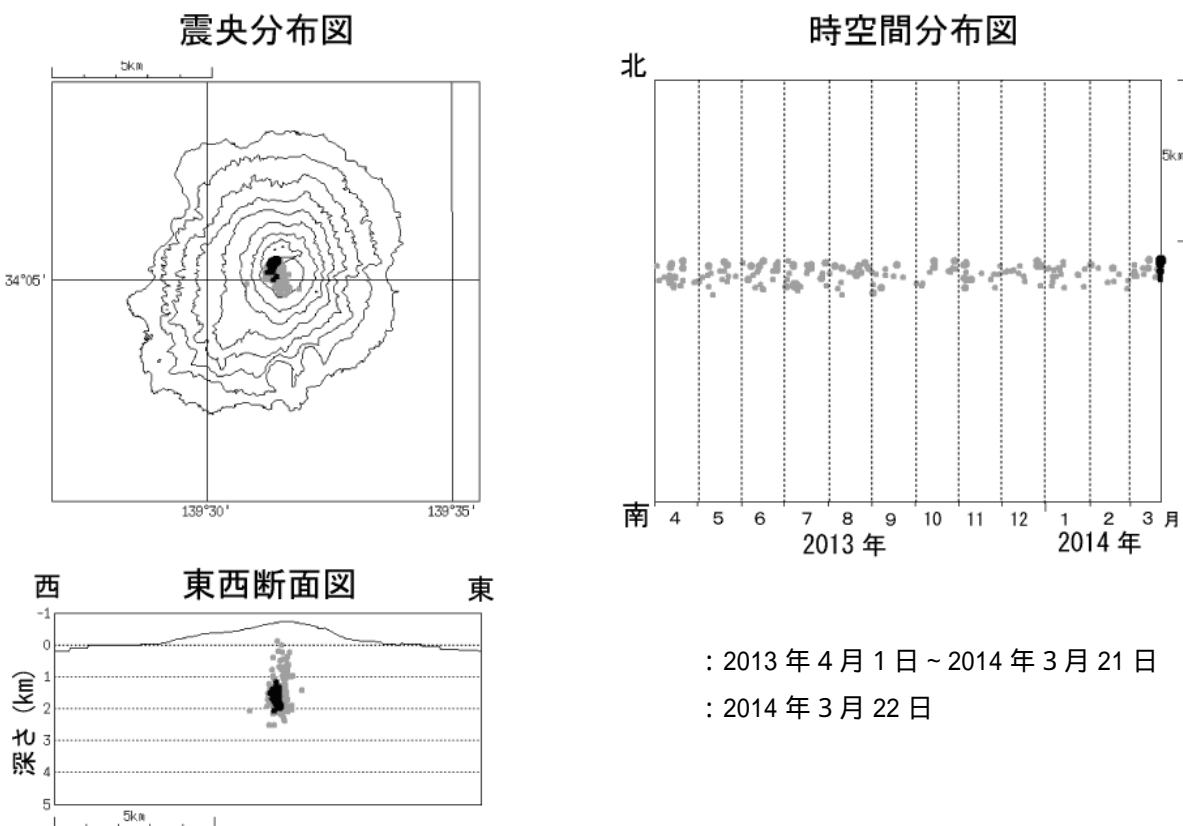 震央分布図
5km
34°05'
139°30'
139°35'
時空間分布図
北
5km
南
4 5 6 7 8 9 10 11 12 1 2 3 月
2013 年 2014 年
東西断面図
西 東
-1
0
1
2
3
4
5
深さ (km)
5km
: 2013 年 4 月 1 日 ~ 2014 年 3 月 21 日
: 2014 年 3 月 22 日